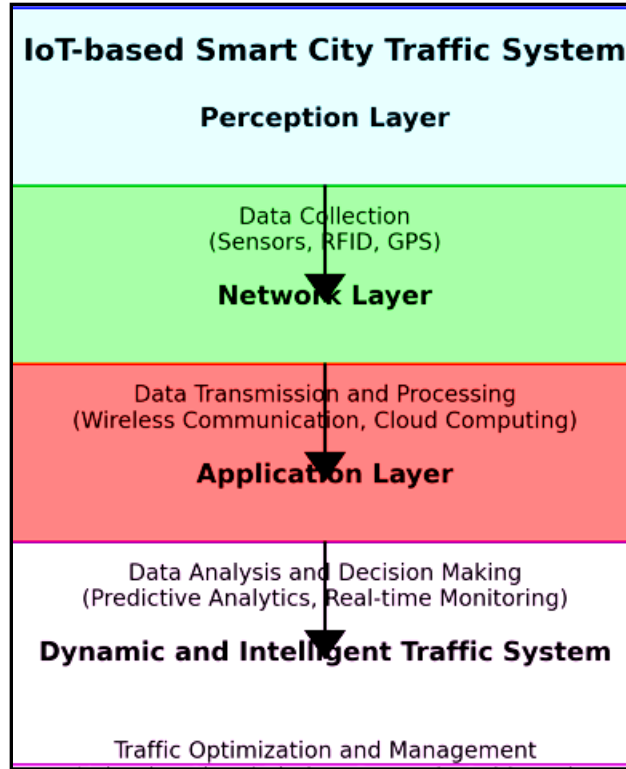 IoT-based Smart City Traffic System
Perception Layer
Data Collection
(Sensors, RFID, GPS)
Network Layer
Data Transmission and Processing
(Wireless Communication, Cloud Computing)
Application Layer
Data Analysis and Decision Making
(Predictive Analytics, Real-time Monitoring)
Dynamic and Intelligent Traffic System
Traffic Optimization and Management